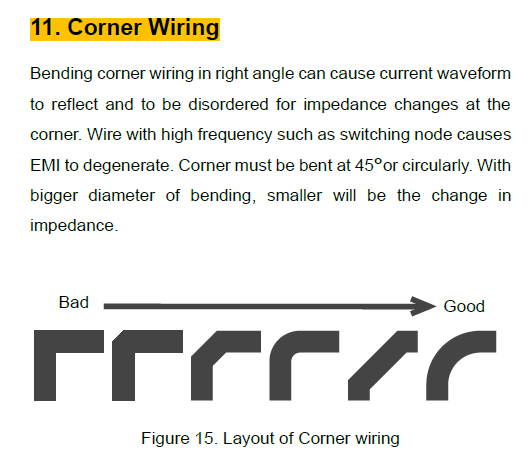 11. Corner Wiring
Bending corner wiring in right angle can cause current waveform
to reflect and to be disordered for impedance changes at the
corner. Wire with high frequency such as switching node causes
EMI to degenerate. Corner must be bent at 45°or circularly. With
bigger diameter of bending, smaller will be the change in
impedance.
Bad
Good
Figure 15. Layout of Corner wiring